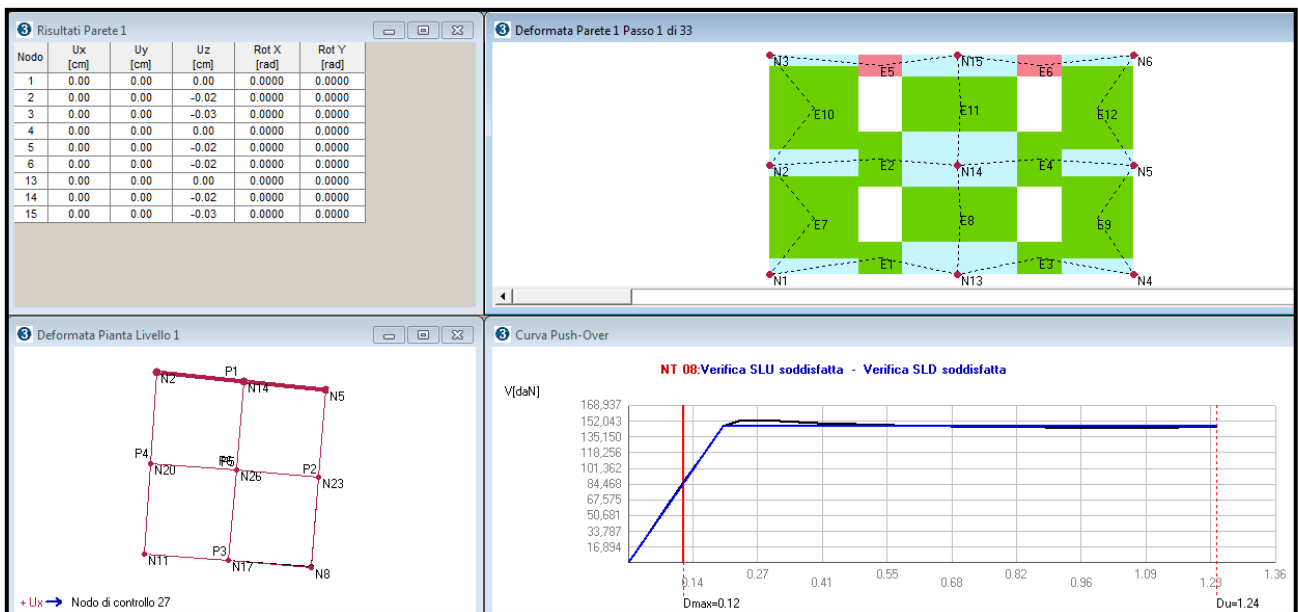 Risultati Parete 1
Nodo Ux [cm] Uy [cm] Uz [cm] Rot X [rad] Rot Y [rad]
1 0.00 0.00 0.00 0.0000 0.0000
2 0.00 0.00 -0.02 0.0000 0.0000
3 0.00 0.00 -0.03 0.0000 0.0000
4 0.00 0.00 0.00 0.0000 0.0000
5 0.00 0.00 -0.02 0.0000 0.0000
6 0.00 0.00 -0.02 0.0000 0.0000
13 0.00 0.00 0.00 0.0000 0.0000
14 0.00 0.00 -0.02 0.0000 0.0000
15 0.00 0.00 -0.03 0.0000 0.0000
Deformata Parete 1 Passo 1 di 33
N3 E5 N15 E6 N6
E10 E11 E12
N2 E2 N14 E4 N5
E7 E8 E9
N1 E1 N13 E3 N4
Deformata Pianta Livello 1
N2 P1 N14 N5
P4 N20 N26 P2 N23
N11 P3 N17 N8
+ Ux Nodo di controllo 27
Curva Push-Over
NT 08:Verifica SLU soddisfatta - Verifica SLD soddisfatta
V[daN]
168,937
152,043
135,150
118,256
101,362
84,468
67,575
50,681
33,787
16,894
0.14 0.27 0.41 0.55 0.68 0.82 0.96 1.09 1.23 1.36
Dmax=0.12 Du=1.24